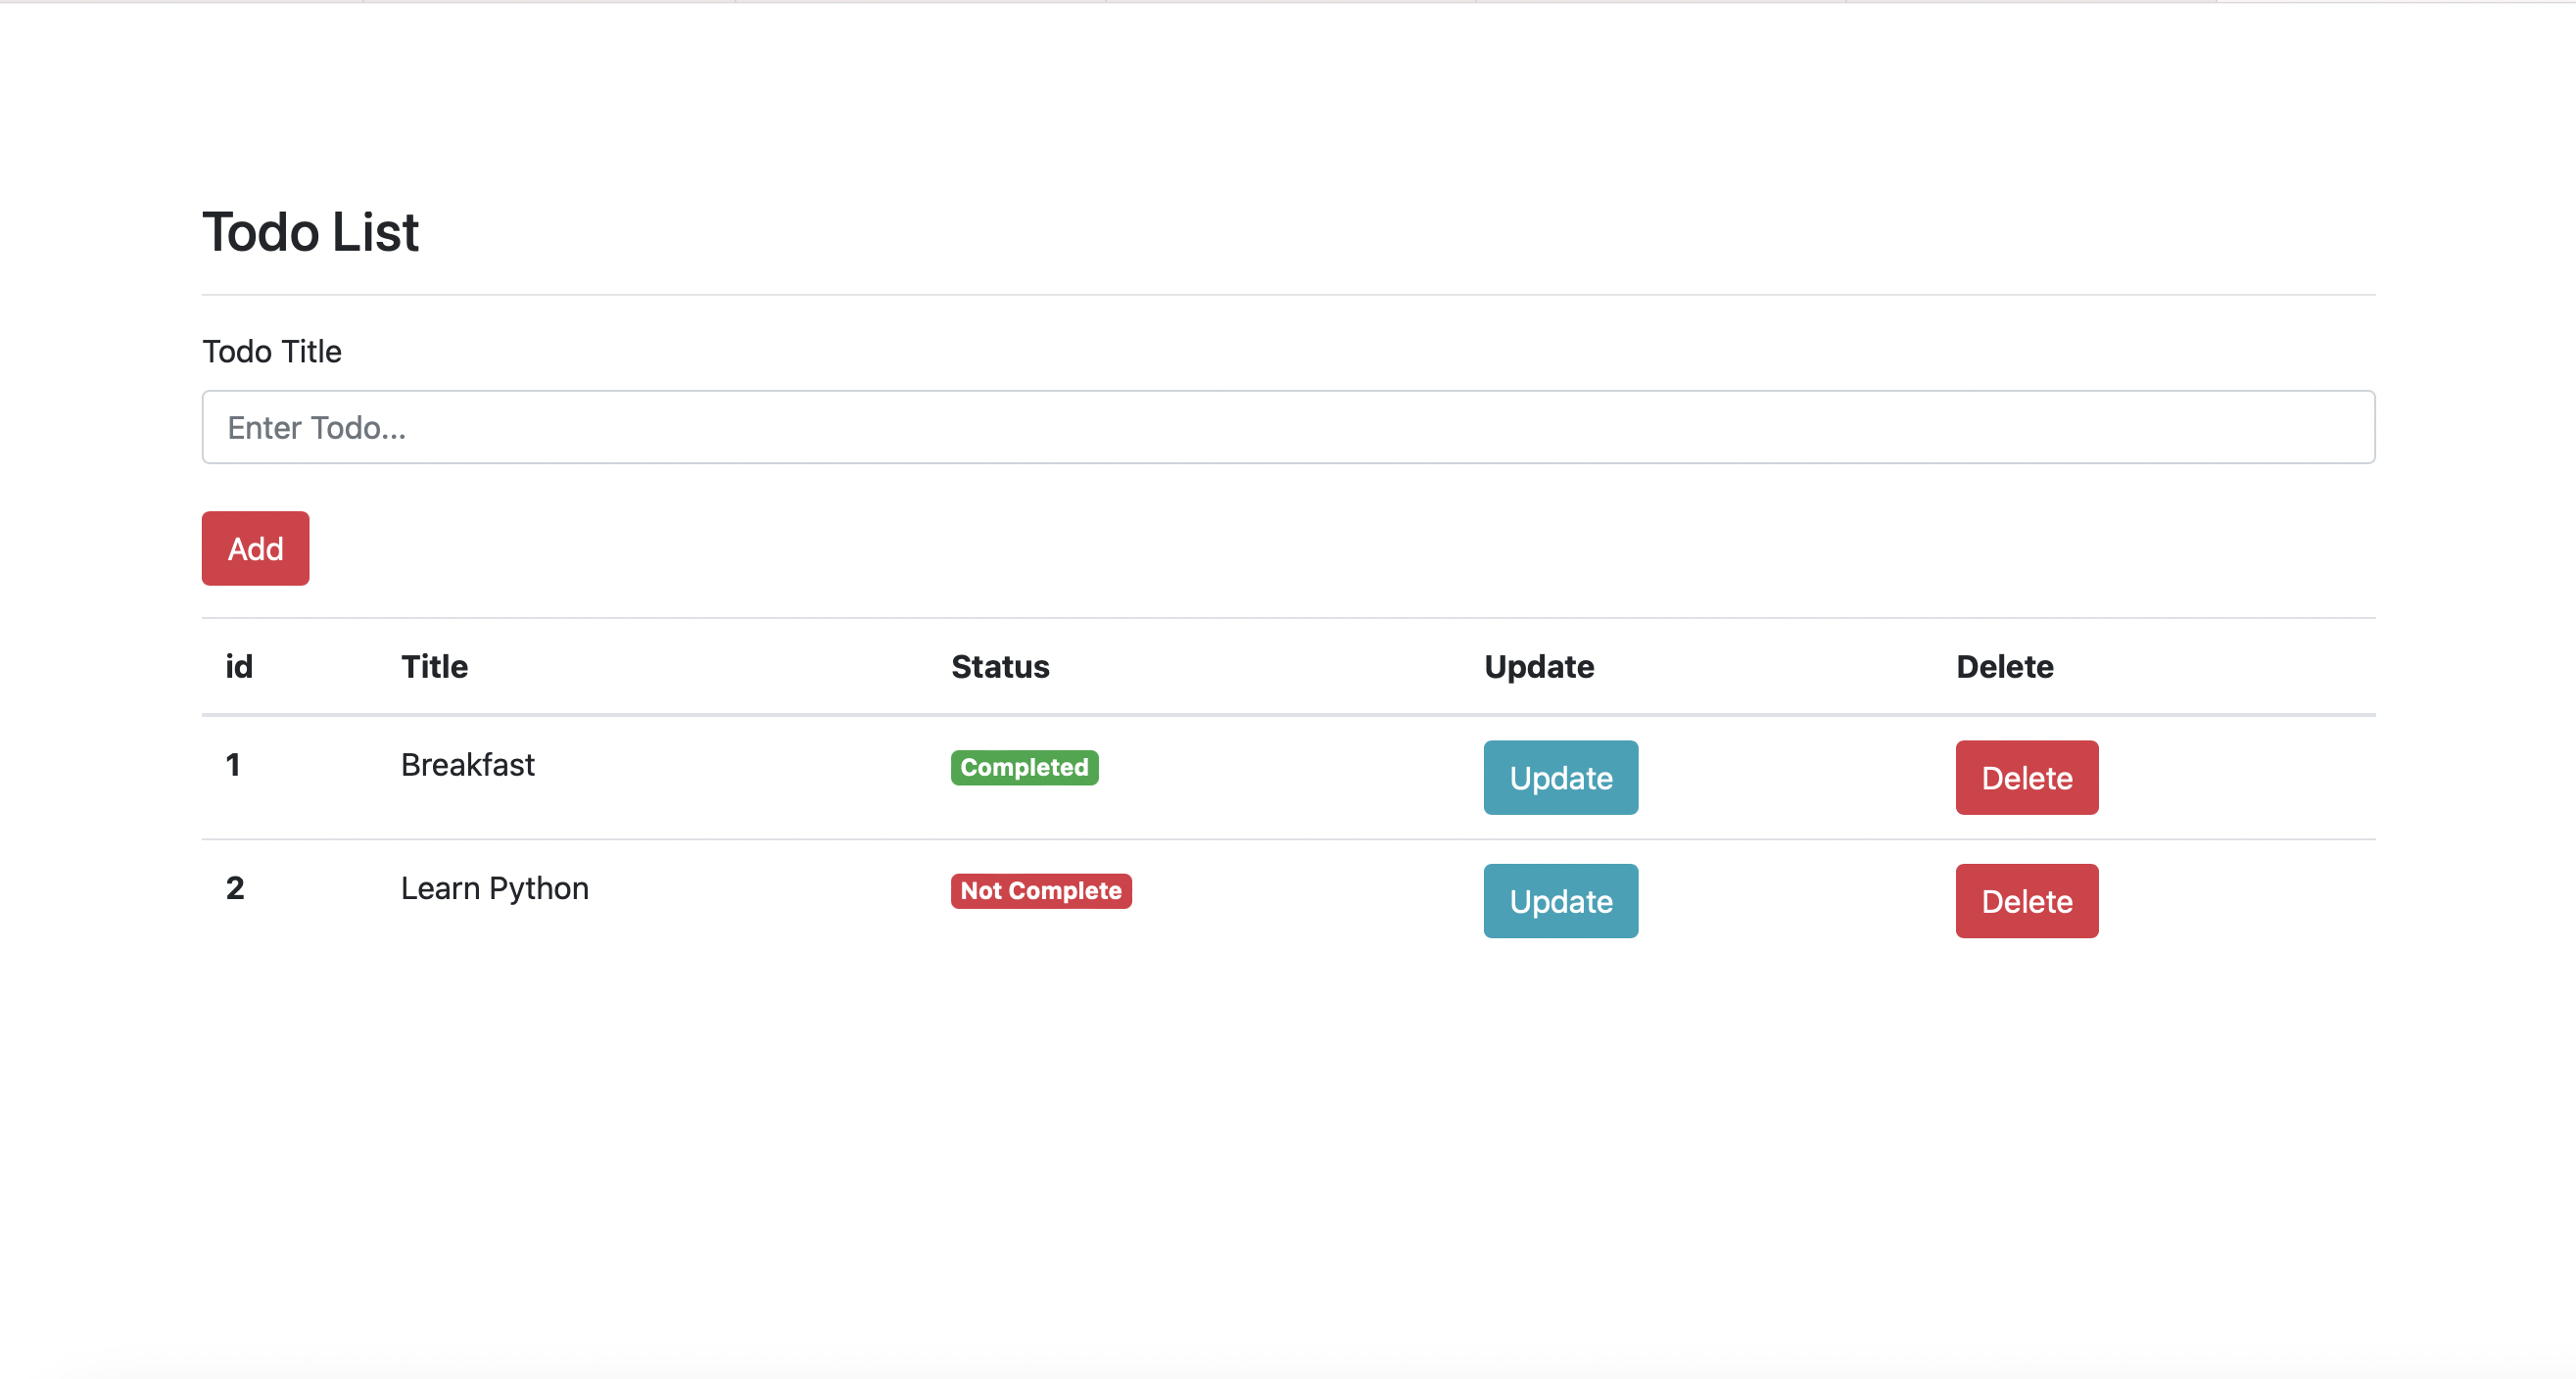 Todo List
Todo Title
Enter Todo...
Add
id Title Status Update Delete
1 Breakfast Completed Update Delete
2 Learn Python Not Complete Update Delete